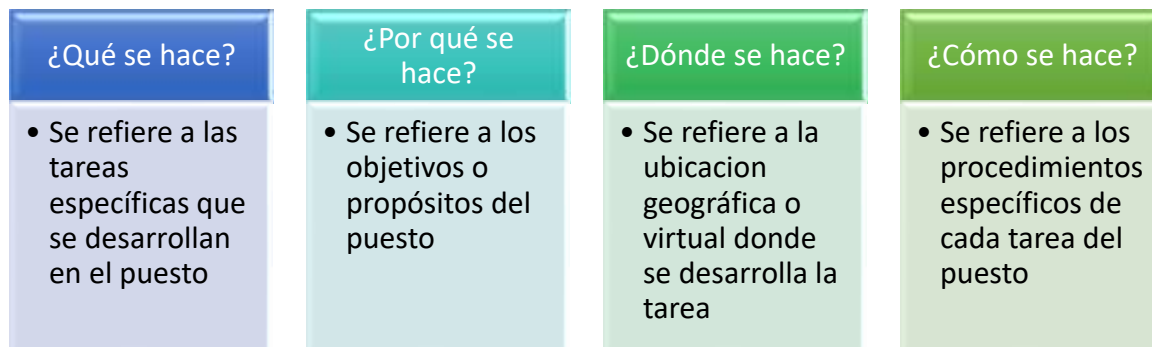 ¿Qué se hace?
• Se refiere a las
tareas
específicas que
se desarrollan
en el puesto
¿Por qué se
hace?
• Se refiere a los
objetivos o
propósitos del
puesto
¿Dónde se hace?
• Se refiere a la
ubicacion
geográfica o
virtual donde
se desarrolla la
tarea
¿Cómo se hace?
• Se refiere a los
procedimientos
específicos de
cada tarea del
puesto